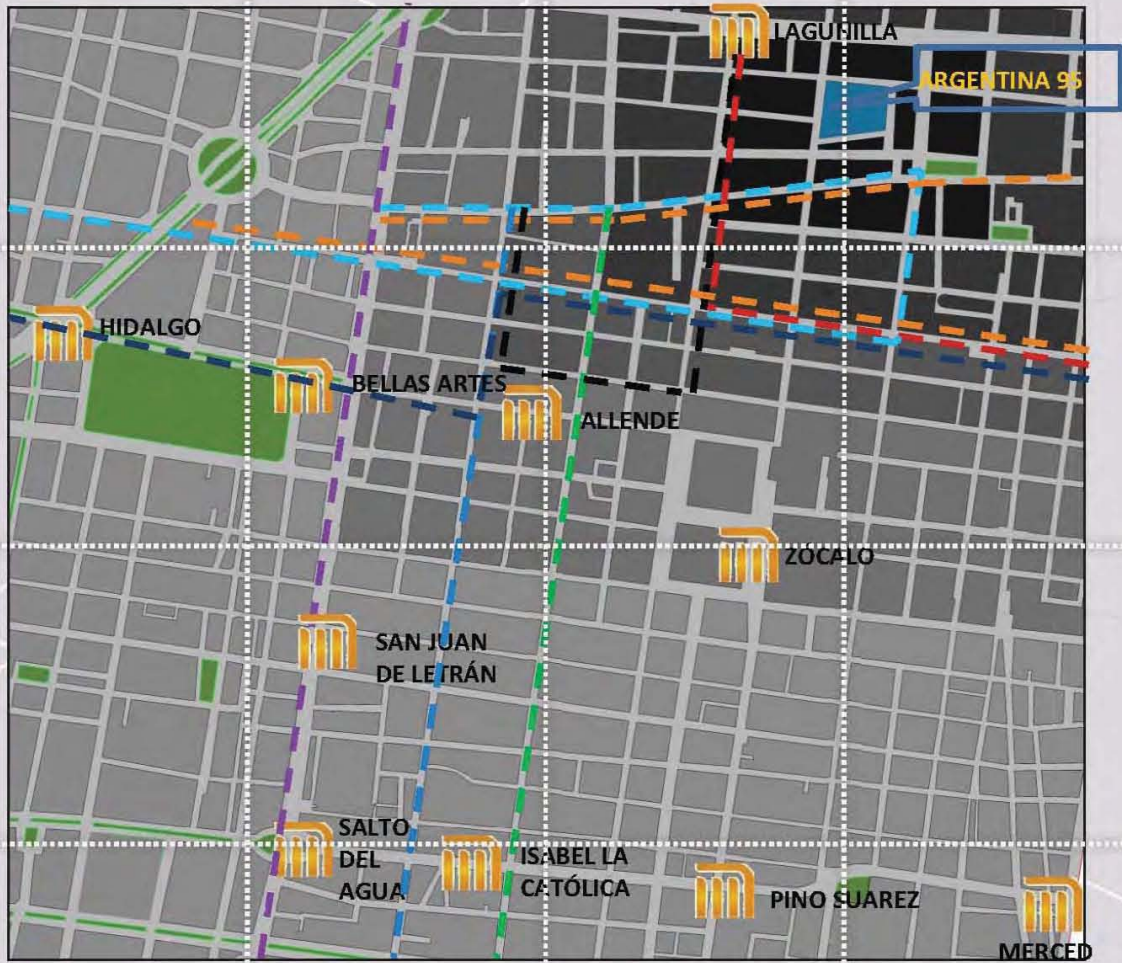 LAGUNILLA
ARGENTINA 95
HIDALGO
BELLAS ARTES
ALLENDE
ZÓCALO
SAN JUAN
DE LETRÁN
SALTO
DEL
AGUA
ISABEL LA
CATÓLICA
PINO SUAREZ
MERCED